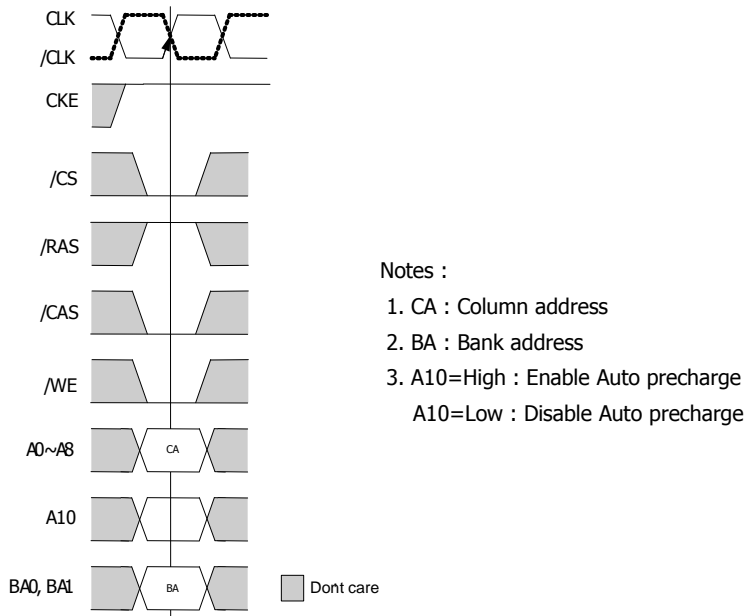 CLK
/CLK
CKE
/CS
/RAS
/CAS
/WE
A0~A8
CA
A10
BA0, BA1
BA
Dont care
Notes :
1. CA : Column address
2. BA : Bank address
3. A10=High : Enable Auto precharge
A10=Low : Disable Auto precharge